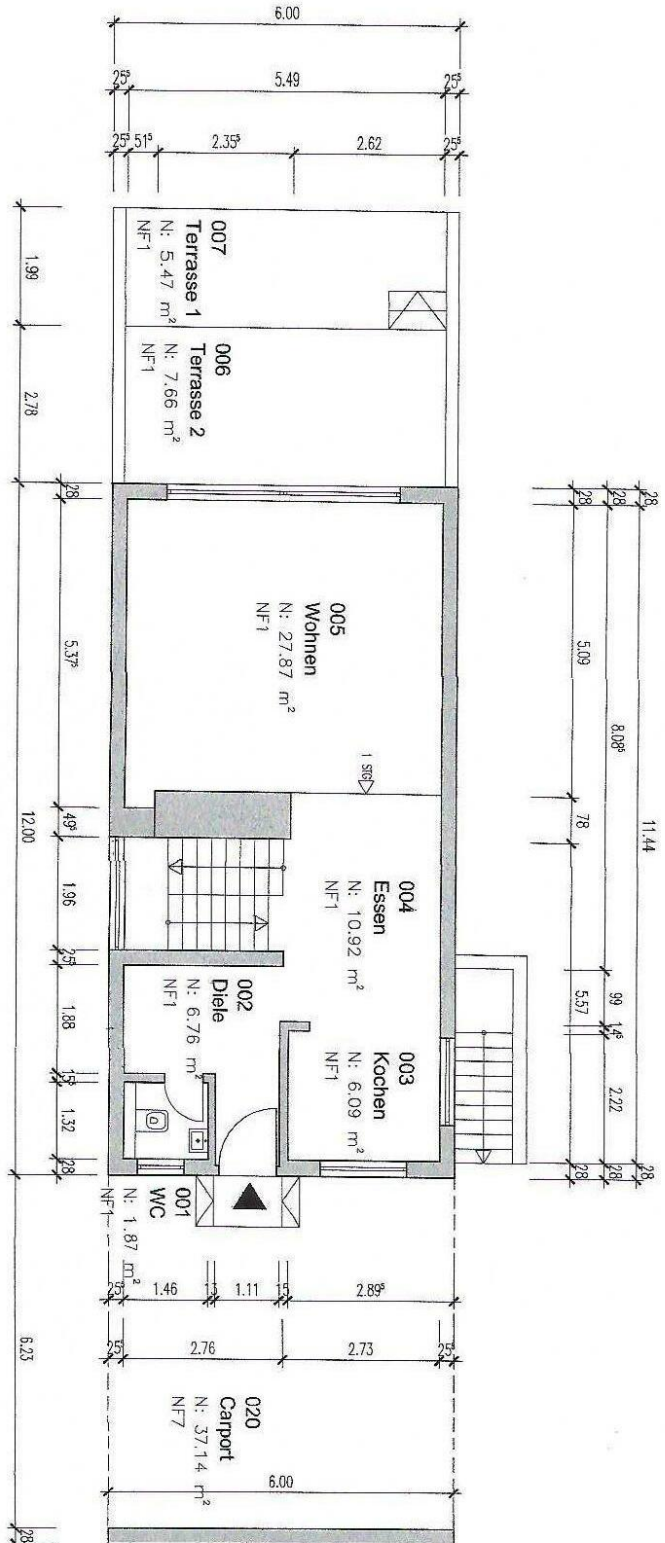 6.00
25⁵ 5.49 25⁵
25⁵ 51⁵ 2.35⁵ 2.62 25⁵
007
Terrasse 1
N: 5.47 m²
NF1
006
Terrasse 2
N: 7.66 m²
NF1
005
Wohnen
N: 27.87 m²
NF1
1 STG
004
Essen
N: 10.92 m²
NF1
003
Kochen
N: 6.09 m²
NF1
002
Diele
N: 6.76 m²
NF1
001
WC
N: 1.87 m²
NF1
020
Carport
N: 37.14 m²
NF7
28 11.44 28
28 8.08⁵ 99 14⁵ 2.22 28
28 5.09 78 5.57 28
28 5.37⁵ 49⁵ 1.96 25⁵ 1.88 15⁵ 1.32 28
1.99 2.78 12.00 6.23 28
25⁵ 1.46 15 1.11 15 2.89⁵
25⁵ 2.76 2.73 25⁵
6.00